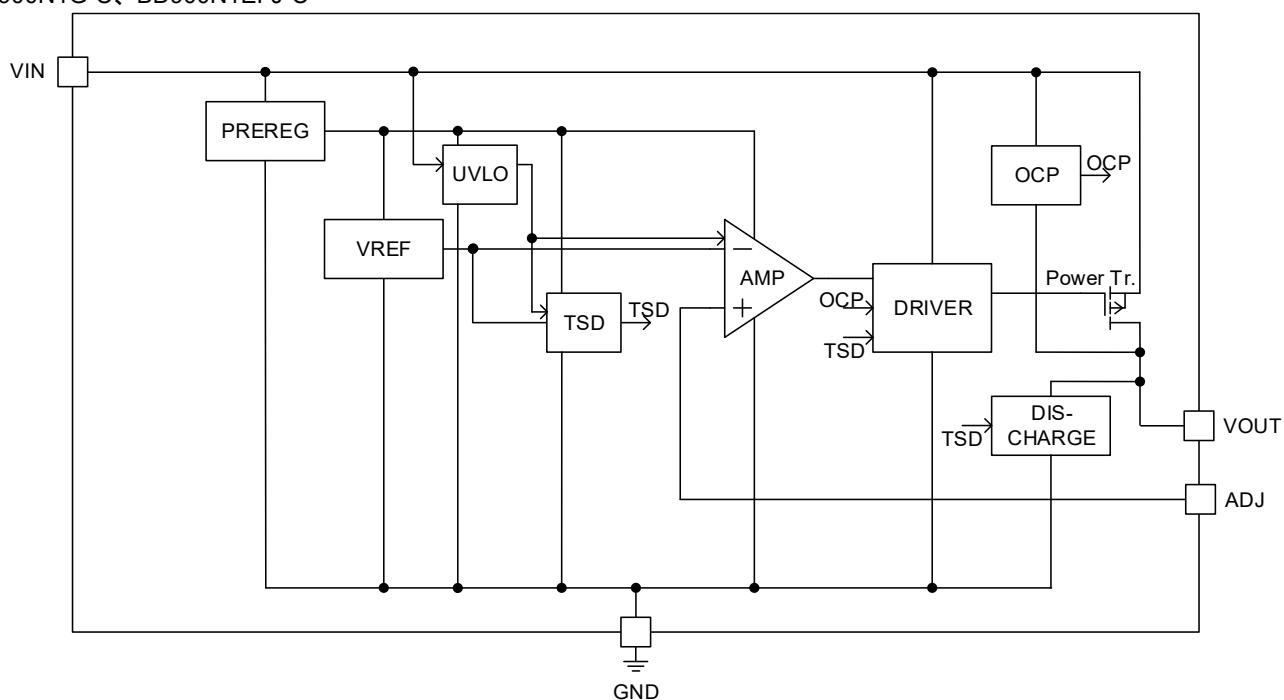 VIN
PREREG
UVLO
OCP
OCP
VREF
AMP
Power Tr.
TSD
TSD
OCP
DRIVER
TSD
DIS-
CHARGE
TSD
VOUT
ADJ
GND